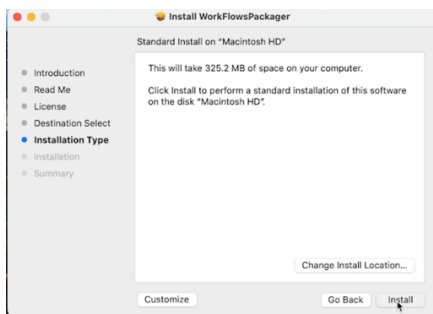 Install WorkFlowsPackager
Standard Install on "Macintosh HD"
Introduction
Read Me
License
Destination Select
Installation Type
Installation
Summary
This will take 325.2 MB of space on your computer.
Click Install to perform a standard installation of this software
on the disk "Macintosh HD".
Change Install Location...
Customize
Go Back
Install